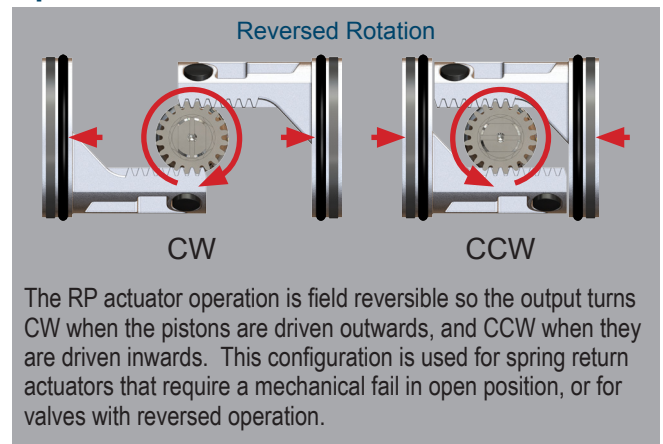 Reversed Rotation
CW
CCW
The RP actuator operation is field reversible so the output turns
CW when the pistons are driven outwards, and CCW when they
are driven inwards.  This configuration is used for spring return
actuators that require a mechanical fail in open position, or for
valves with reversed operation.